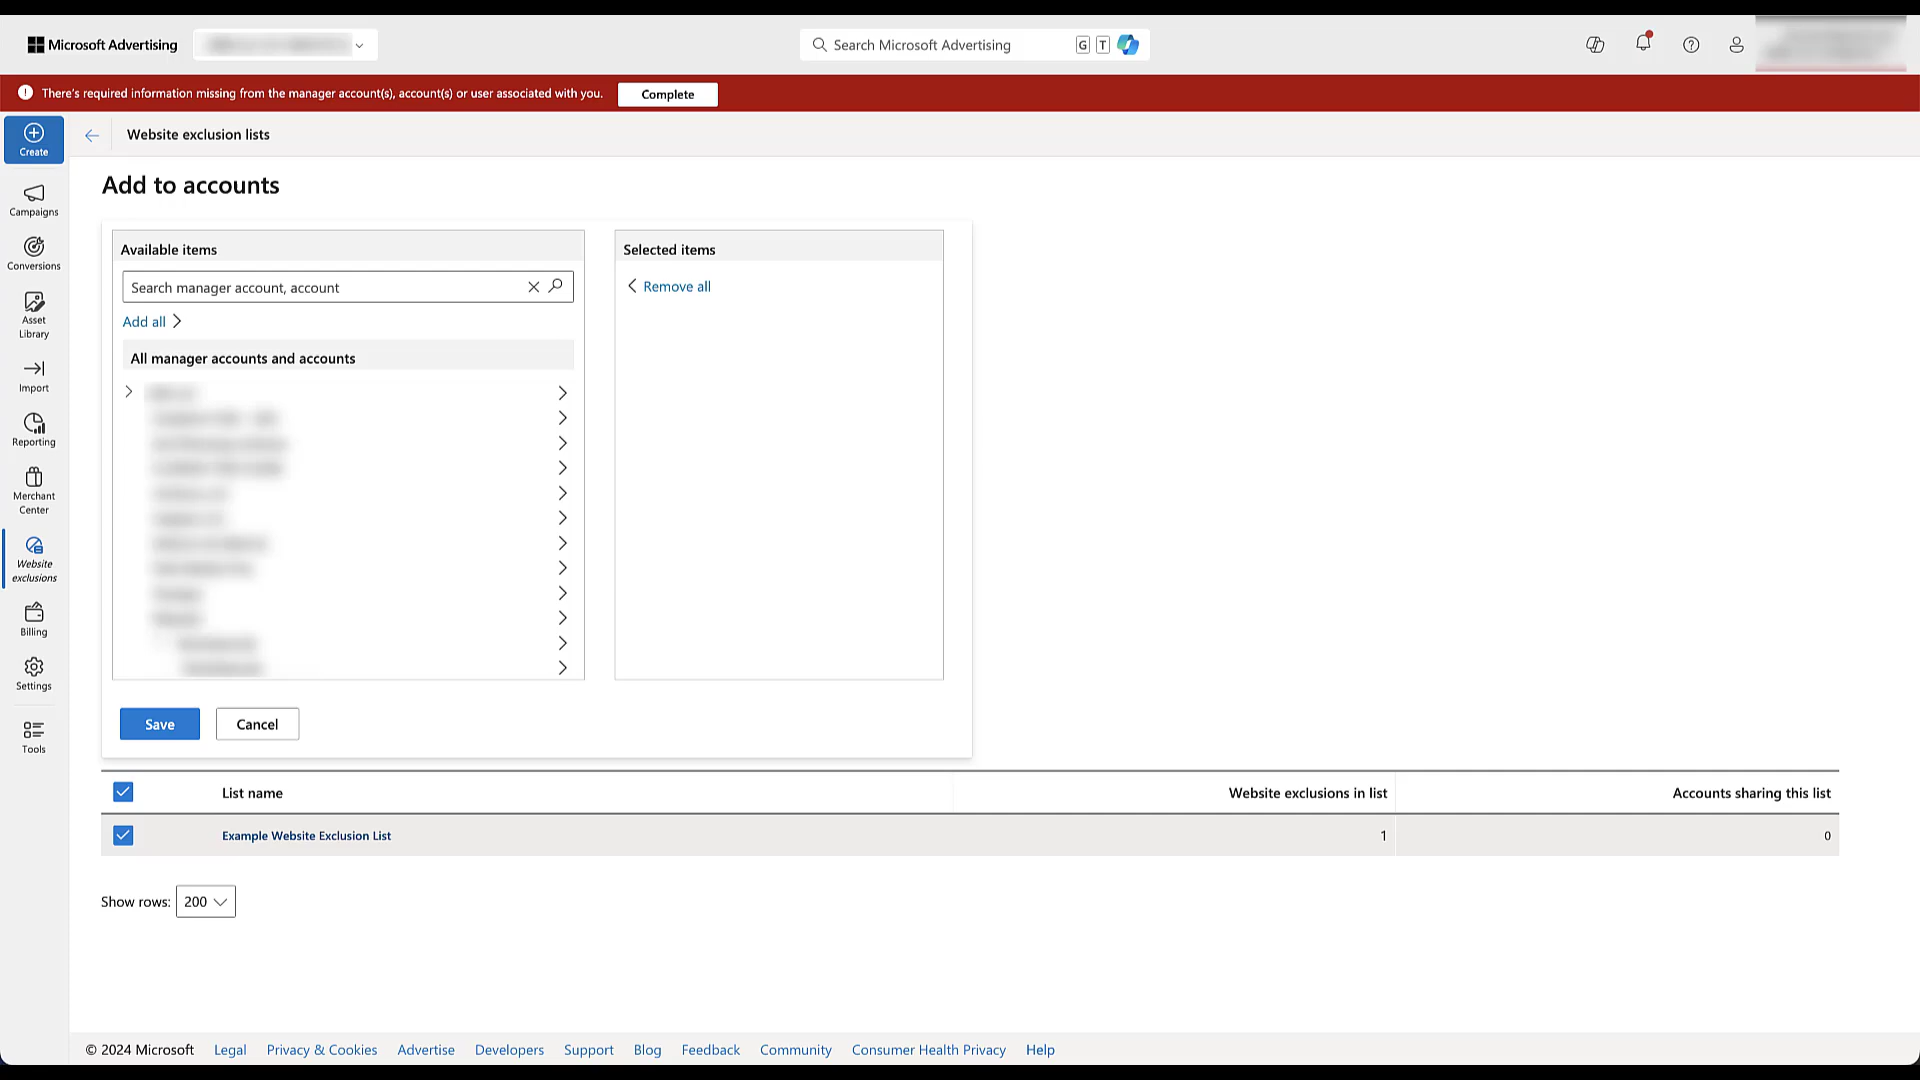 Microsoft Advertising
Search Microsoft Advertising
G T
There's required information missing from the manager account(s), account(s) or user associated with you.
Complete
Create
Website exclusion lists
Add to accounts
Campaigns
Conversions
Asset
Library
Import
Reporting
Merchant
Center
Website
exclusions
Billing
Settings
Tools
Available items
Search manager account, account
Add all
All manager accounts and accounts
Selected items
Remove all
Save
Cancel
List name
Website exclusions in list
Accounts sharing this list
Example Website Exclusion List
1
0
Show rows:
200
© 2024 Microsoft
Legal
Privacy & Cookies
Advertise
Developers
Support
Blog
Feedback
Community
Consumer Health Privacy
Help